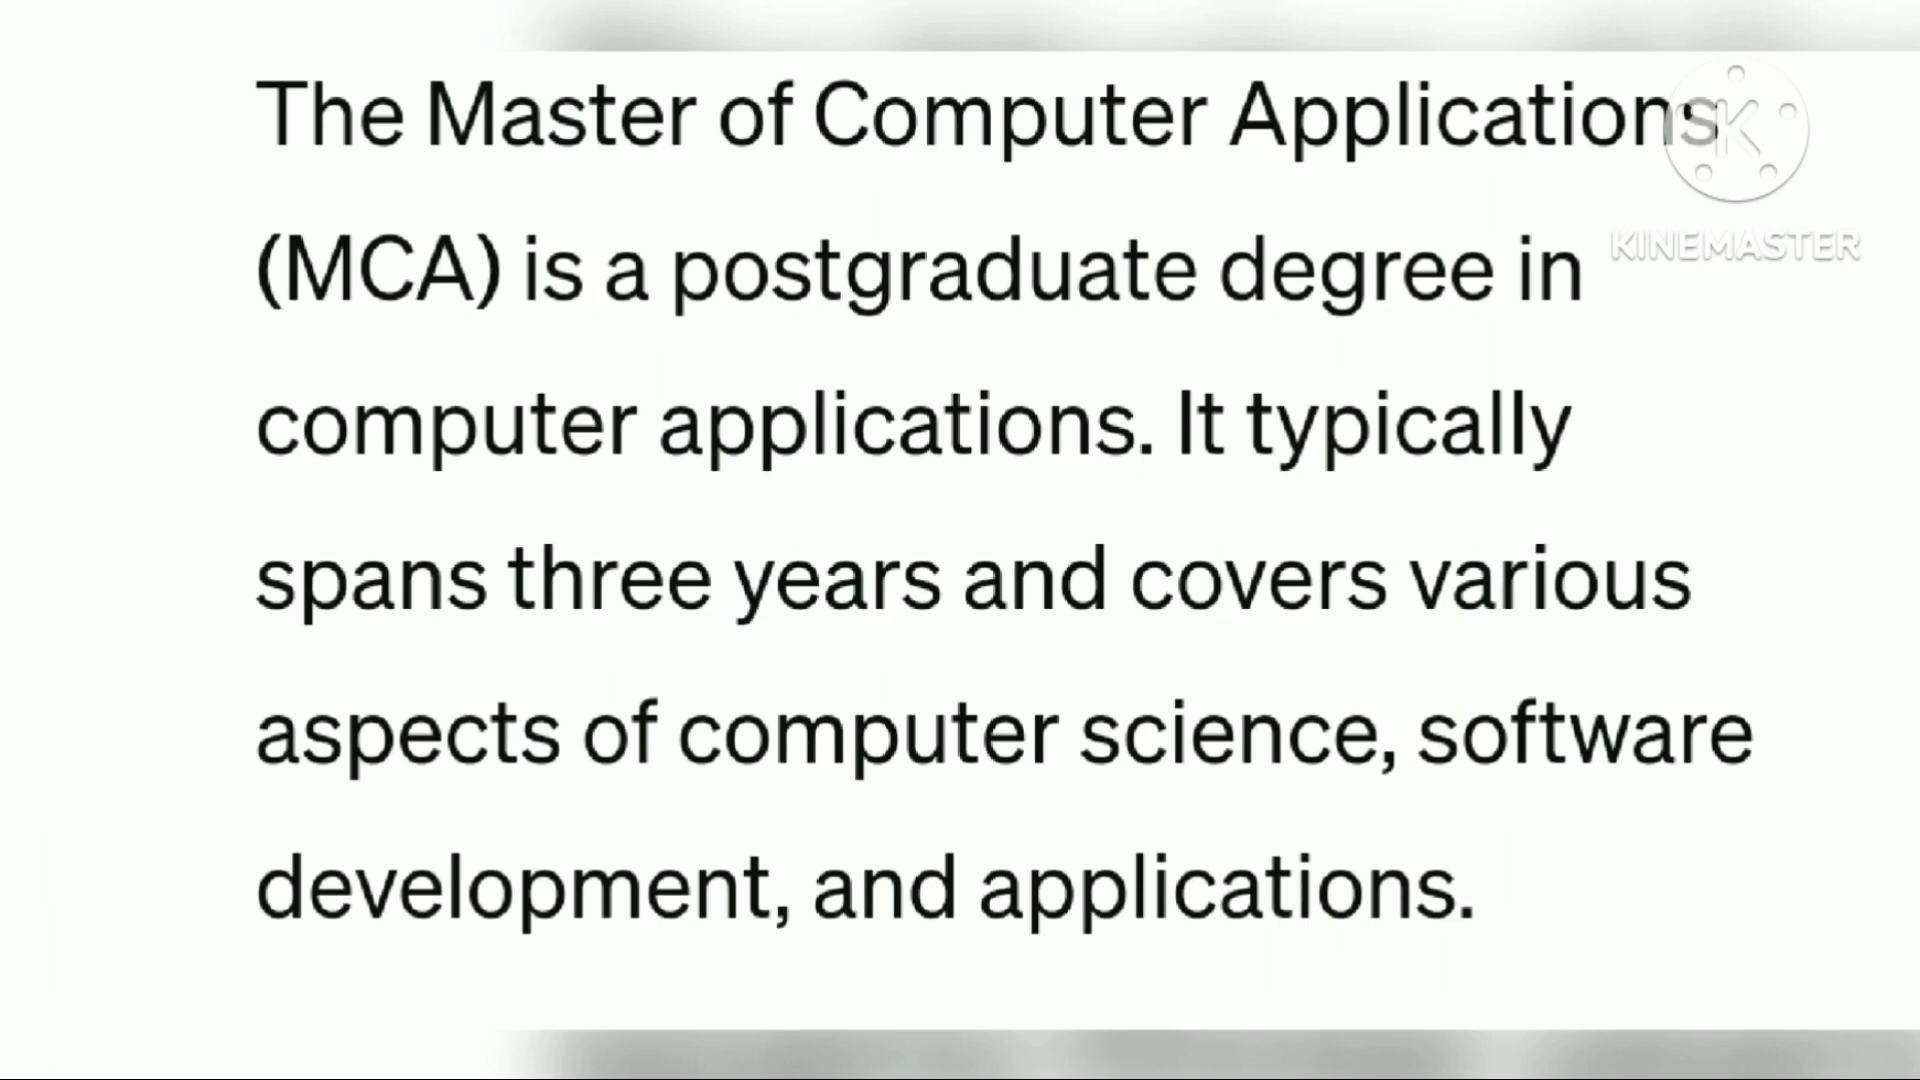 The Master of Computer Applications
(MCA) is a postgraduate degree in
computer applications. It typically
spans three years and covers various
aspects of computer science, software
development, and applications.
K
KINEMASTER